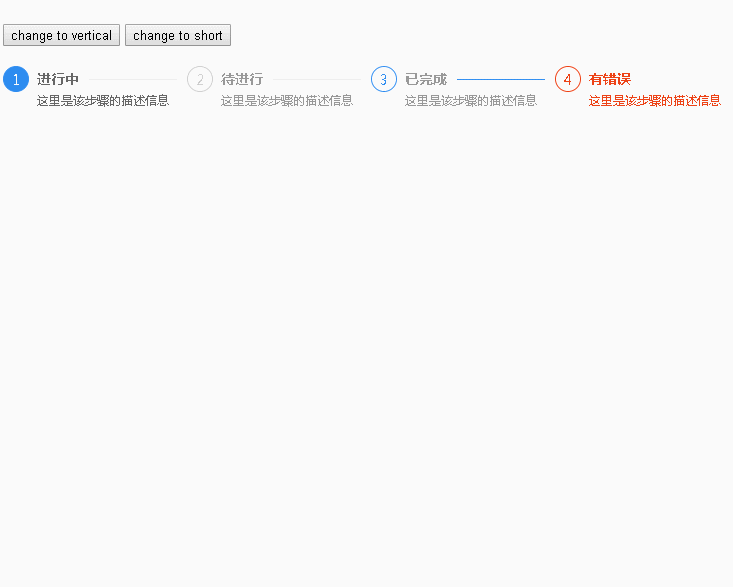 change to vertical change to short
1 进行中 2 待进行 3 已完成 4 有错误
这里是该步骤的描述信息 这里是该步骤的描述信息 这里是该步骤的描述信息 这里是该步骤的描述信息